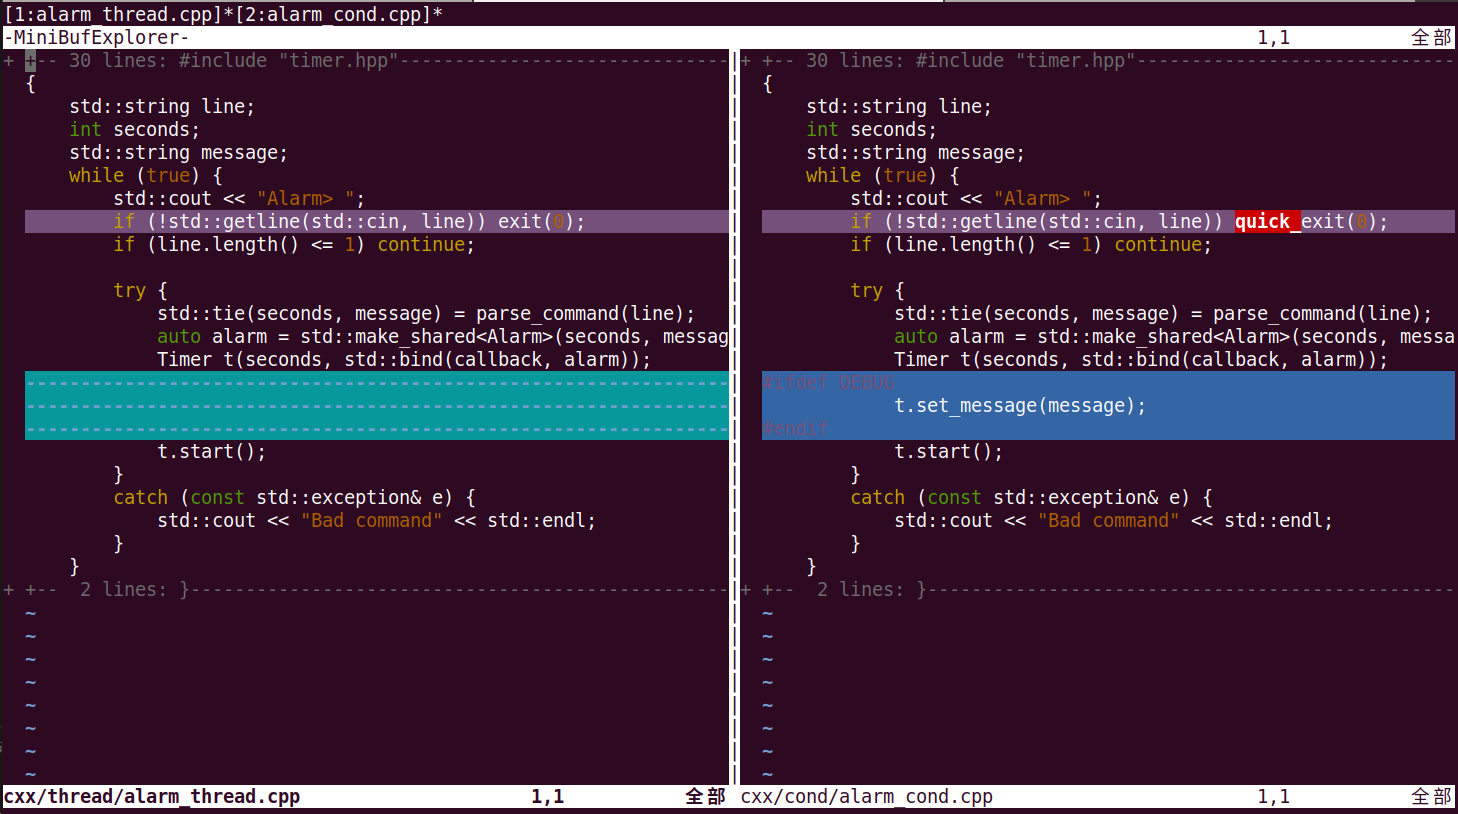 [1:alarm_thread.cpp]*[2:alarm_cond.cpp]*
-MiniBufExplorer- 1,1 全部
+ +-- 30 lines: #include "timer.hpp"------------------------------
{
    std::string line;
    int seconds;
    std::string message;
    while (true) {
        std::cout << "Alarm> ";
        if (!std::getline(std::cin, line)) exit(0);
        if (line.length() <= 1) continue;
        try {
            std::tie(seconds, message) = parse_command(line);
            auto alarm = std::make_shared<Alarm>(seconds, messag
            Timer t(seconds, std::bind(callback, alarm));
----------------------------------------------------------------
----------------------------------------------------------------
----------------------------------------------------------------
            t.start();
        }
        catch (const std::exception& e) {
            std::cout << "Bad command" << std::endl;
        }
    }
+ +--  2 lines: }-------------------------------------------------
~
~
~
~
~
~
~
~
cxx/thread/alarm_thread.cpp 1,1 全部
+ +-- 30 lines: #include "timer.hpp"-----------------------------
{
    std::string line;
    int seconds;
    std::string message;
    while (true) {
        std::cout << "Alarm> ";
        if (!std::getline(std::cin, line)) quick_exit(0);
        if (line.length() <= 1) continue;
        try {
            std::tie(seconds, message) = parse_command(line);
            auto alarm = std::make_shared<Alarm>(seconds, messa
            Timer t(seconds, std::bind(callback, alarm));
#ifdef DEBUG
            t.set_message(message);
#endif
            t.start();
        }
        catch (const std::exception& e) {
            std::cout << "Bad command" << std::endl;
        }
    }
+ +--  2 lines: }------------------------------------------------
~
~
~
~
~
~
~
~
cxx/cond/alarm_cond.cpp 1,1 全部